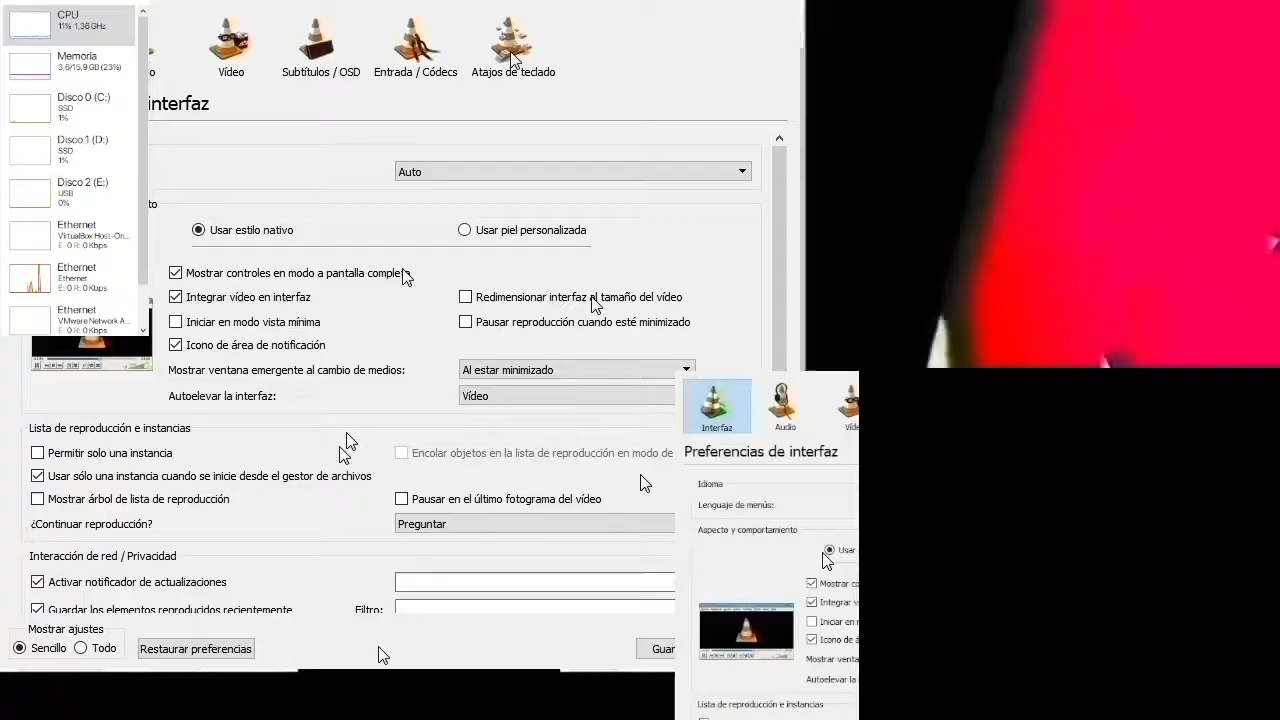 CPU
11% 1,36 GHz
Memoria
3,6/15,9 GB (23%)
Disco 0 (C:)
SSD
1%
Disco 1 (D:)
SSD
1%
Disco 2 (E:)
USB
0%
Ethernet
VirtualBox Host-On...
E: 0 R: 0 Kbps
Ethernet
Ethernet
E: 0 R: 0 Kbps
Ethernet
VMware Network A...
E: 0 R: 0 Kbps
Vídeo
Subtítulos / OSD
Entrada / Códecs
Atajos de teclado
interfaz
Auto
to
Usar estilo nativo
Usar piel personalizada
Mostrar controles en modo a pantalla
Integrar vídeo en interfaz
Redimensionar interfaz al tamaño del vídeo
Iniciar en modo vista mínima
Pausar reproducción cuando esté minimizado
Icono de área de notificación
Mostrar ventana emergente al cambio de medios:
Al estar minimizado
Autoelevar la interfaz:
Vídeo
Lista de reproducción e instancias
Permitir solo una instancia
Encolar objetos en la lista de reproducción en modo de
Usar sólo una instancia cuando se inicie desde el gestor de archivos
Mostrar árbol de lista de reproducción
Pausar en el último fotograma del vídeo
¿Continuar reproducción?
Preguntar
Interacción de red / Privacidad
Activar notificador de actualizaciones
Guardar los elementos reproducidos recientemente
Filtro:
Mostrar ajustes
Sencillo
Todo
Restaurar preferencias
Guar
Interfaz
Audio
Víde
Preferencias de interfaz
Idioma
Lenguaje de menús:
Aspecto y comportamiento
Usar
Mostrar co
Integrar v
Iniciar en
Icono de á
Mostrar venta
Autoelevar la
Lista de reproducción e instancias